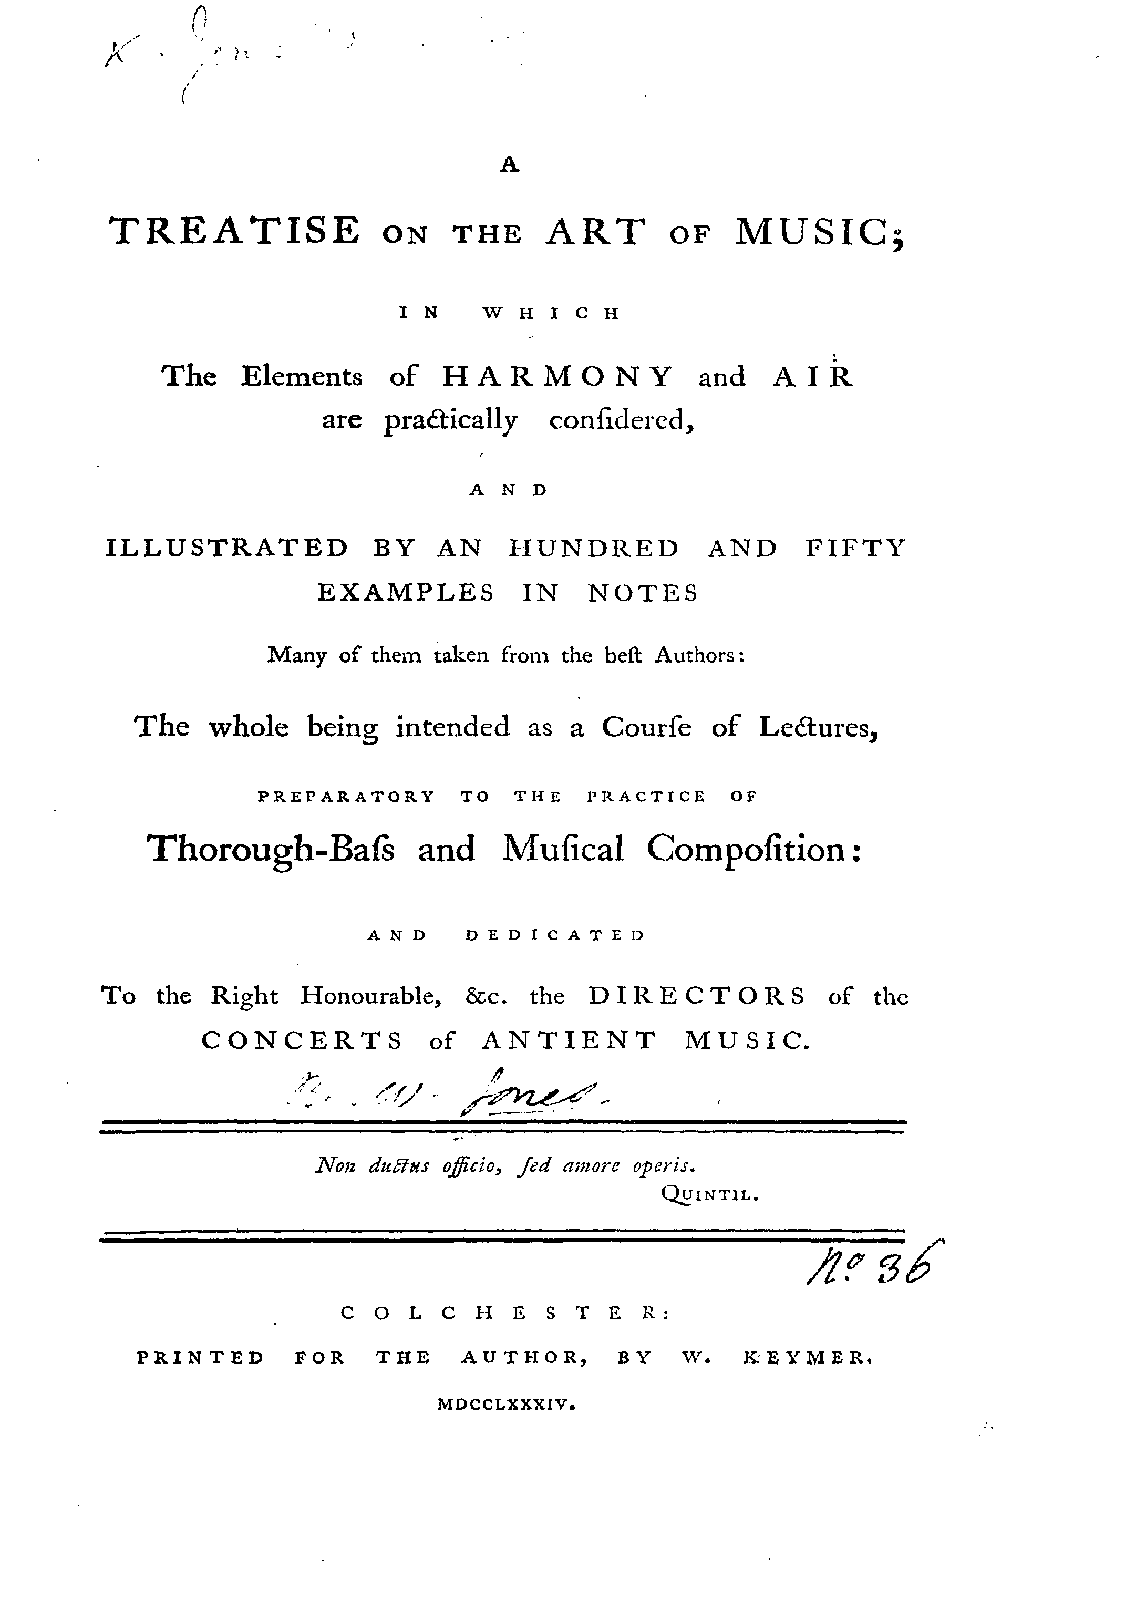 A
TREATISE ON THE ART OF MUSIC;
IN WHICH
The Elements of HARMONY and AIR
are practically conſidered,
AND
ILLUSTRATED BY AN HUNDRED AND FIFTY
EXAMPLES IN NOTES
Many of them taken from the beſt Authors:
The whole being intended as a Courſe of Lectures,
PREPARATORY TO THE PRACTICE OF
Thorough-Baſs and Muſical Compoſition:
AND DEDICATED
To the Right Honourable, &c. the DIRECTORS of the
CONCERTS of ANTIENT MUSIC.
W. Jones.
Non ductus officio, ſed amore operis.
QUINTIL.
No. 36
COLCHESTER:
PRINTED FOR THE AUTHOR, BY W. KEYMER,
MDCCLXXXIV.